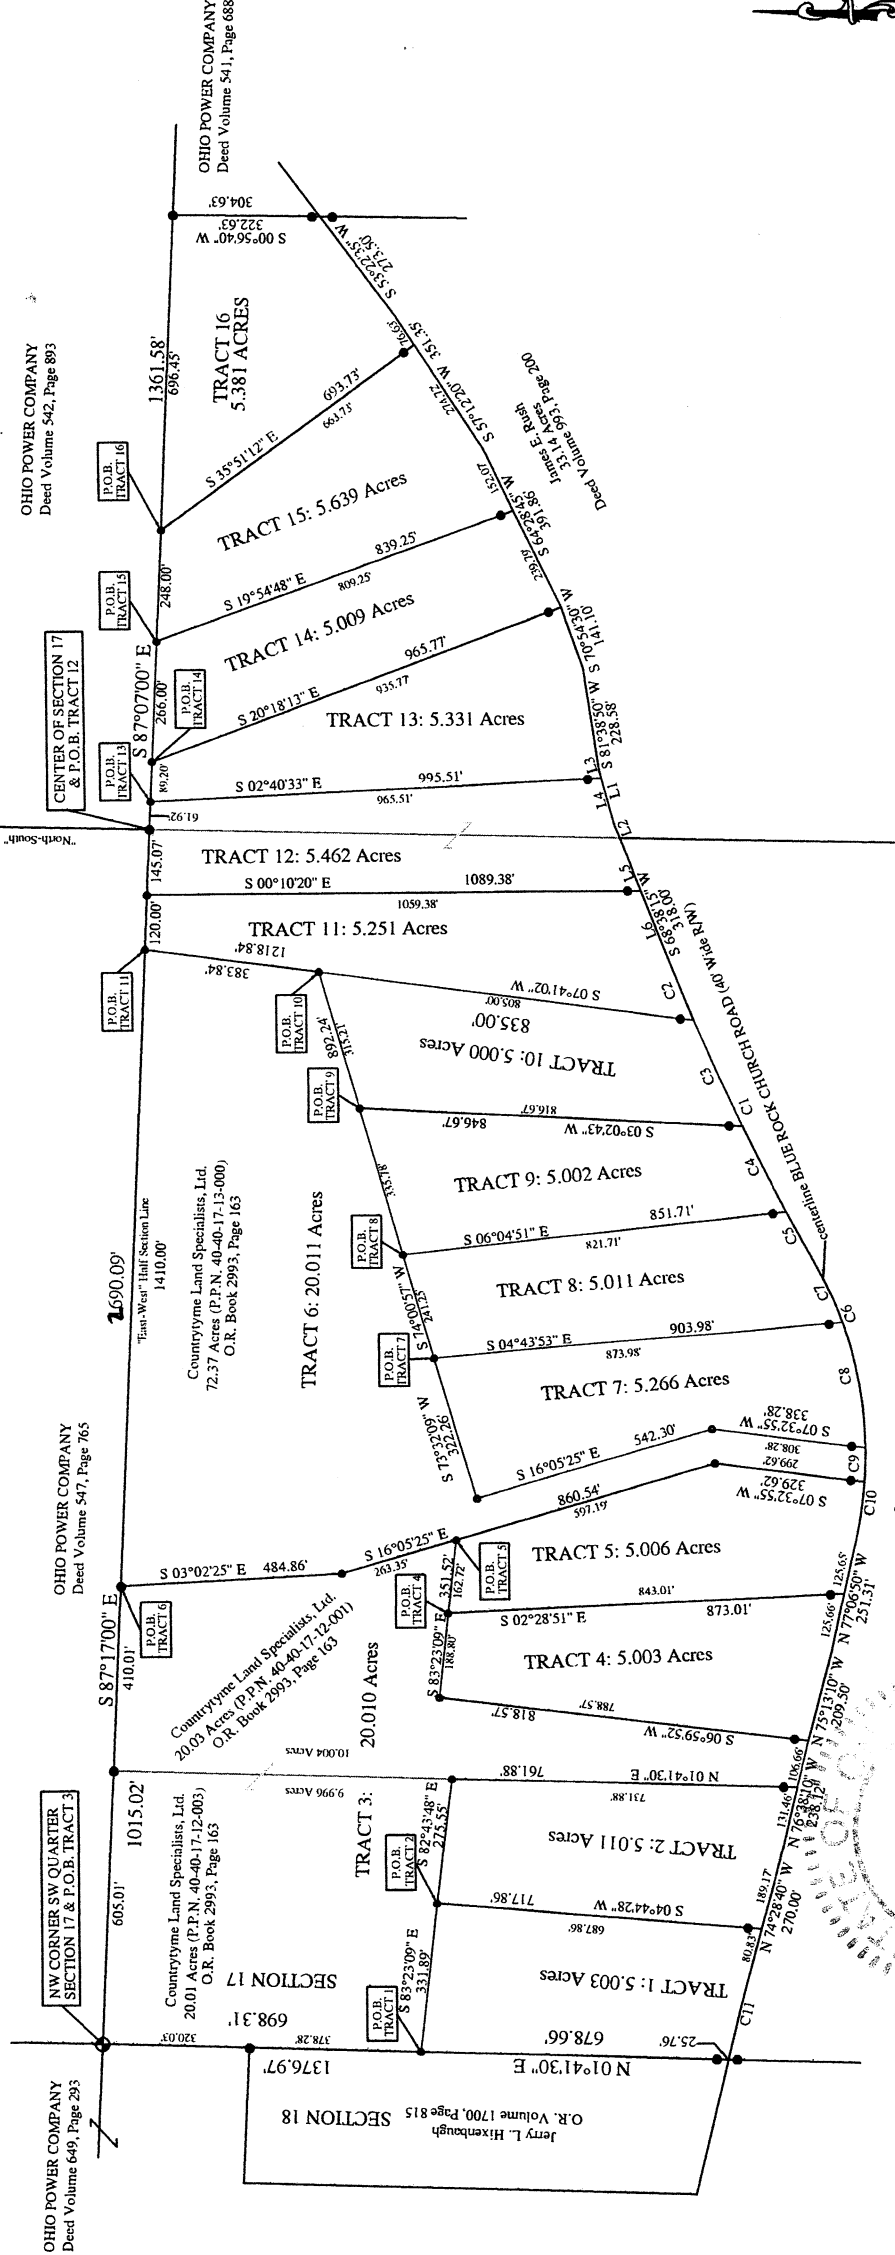 OHIO POWER COMPANY
Deed Volume 541, Page 688
304.63'
322.63'
S 00°56'40" W
OHIO POWER COMPANY
Deed Volume 542, Page 893
1361.58'
696.45'
TRACT 16
5.381 ACRES
S 53°22'35" W
273.50'
76.63'
351.35'
S 57°12'20" W
274.72'
693.73'
663.73'
S 35°51'12" E
James E. Rush
33.14 Acres
Deed Volume 993, Page 200
P.O.B.
TRACT 16
TRACT 15: 5.639 Acres
152.07'
S 64°28'45" W
391.86'
239.79'
248.00'
839.25'
809.25'
S 19°54'48" E
P.O.B.
TRACT 15
TRACT 14: 5.009 Acres
S 70°54'30" W
141.10'
CENTER OF SECTION 17
& P.O.B. TRACT 12
S 87°07'00" E
266.00'
965.77'
935.77'
S 20°18'13" E
P.O.B.
TRACT 14
TRACT 13: 5.331 Acres
S 81°38'50" W
228.58'
P.O.B.
TRACT 13
89.20'
S 02°40'33" E
995.51'
965.51'
L3
L4
L1
L2
61.92'
"North-South"
145.07'
TRACT 12: 5.462 Acres
S 00°10'20" E
1089.38'
1059.38'
L5
L6
S 68°38'15" W
318.00'
120.00'
TRACT 11: 5.251 Acres
P.O.B.
TRACT 11
1218.84'
383.84'
P.O.B.
TRACT 10
S 07°41'02" W
805.00'
835.00'
TRACT 10: 5.000 Acres
C2
C3
C1
C4
centerline BLUE ROCK CHURCH ROAD (40' Wide R/W)
892.24'
315.21'
P.O.B.
TRACT 9
846.67'
816.67'
S 03°02'43" W
TRACT 9: 5.002 Acres
335.78'
P.O.B.
TRACT 8
S 06°04'51" E
851.71'
821.71'
C5
TRACT 8: 5.011 Acres
S 74°00'57" W
241.25'
P.O.B.
TRACT 7
S 04°43'53" E
903.98'
873.98'
C7
C6
C8
TRACT 7: 5.266 Acres
S 73°32'09" W
322.26'
S 16°05'25" E
542.30'
S 07°32'55" W
338.28'
308.28'
C9
2690.09'
"East-West" Half Section Line
1410.00'
Countrytyme Land Specialists, Ltd.
72.37 Acres (P.P.N. 40-40-17-13-000)
O.R. Book 2993, Page 163
TRACT 6: 20.011 Acres
OHIO POWER COMPANY
Deed Volume 547, Page 765
860.54'
597.19'
299.62'
329.62'
S 07°32'55" W
C10
S 03°02'25" E
484.86'
S 16°05'25" E
263.35'
P.O.B.
TRACT 6
TRACT 5: 5.006 Acres
P.O.B.
TRACT 5
351.52'
162.72'
P.O.B.
TRACT 4
S 02°28'51" E
843.01'
873.01'
125.65'
N 77°06'50" W
251.31'
125.66'
S 87°17'00" E
410.01'
Countrytyme Land Specialists, Ltd.
20.03 Acres (P.P.N. 40-40-17-12-001)
O.R. Book 2993, Page 163
20.010 Acres
S 83°23'09" E
188.80'
TRACT 4: 5.003 Acres
818.57'
788.57'
S 06°59'52" W
N 75°13'10" W
209.50'
10.004 Acres
9.996 Acres
N 01°41'30" E
761.88'
731.88'
106.66'
N 76°38'10" W
238.12'
131.46'
NW CORNER SW QUARTER
SECTION 17 & P.O.B. TRACT 3
1015.02'
605.01'
Countrytyme Land Specialists, Ltd.
20.01 Acres (P.P.N. 40-40-17-12-003)
O.R. Book 2993, Page 163
TRACT 3:
S 82°43'48" E
275.55'
P.O.B.
TRACT 2
TRACT 2: 5.011 Acres
717.86'
687.86'
S 04°44'28" W
189.17'
N 74°28'40" W
270.00'
80.83'
SECTION 17
698.31'
S 83°23'09" E
331.89'
P.O.B.
TRACT 1
TRACT 1: 5.003 Acres
C11
320.03'
378.28'
1376.97'
678.66'
N 01°41'30" E
25.76'
SECTION 18
Jerry L. Hixenbaugh
O.R. Volume 1700, Page 815
OHIO POWER COMPANY
Deed Volume 649, Page 293
STATE OF